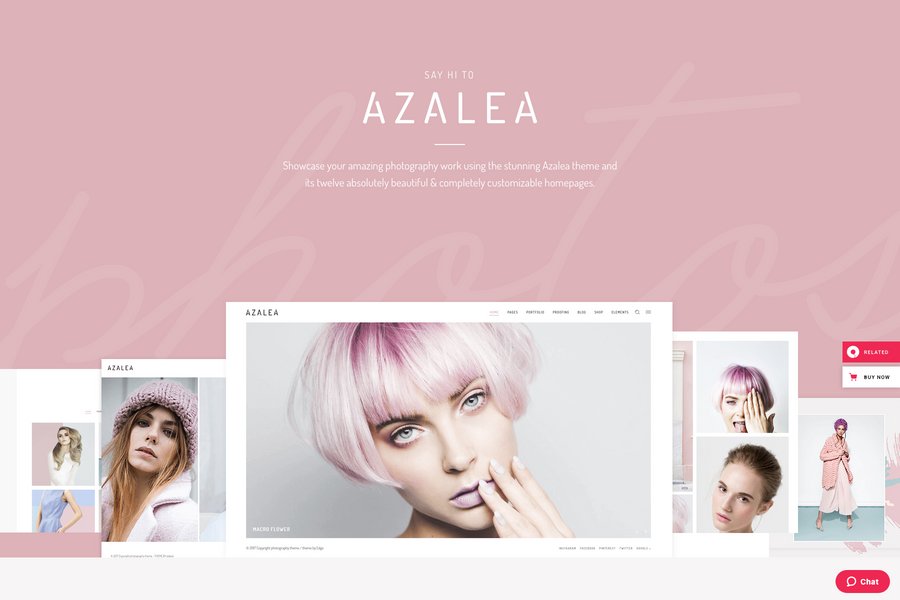 SAY HI TO
AZALEA
Showcase your amazing photography work using the stunning Azalea theme and
its twelve absolutely beautiful & completely customizable homepages.
photos
AZALEA
HOME PAGES PORTFOLIO PROOFING BLOG SHOP ELEMENTS
RELATED
BUY NOW
AZALEA
MACRO FLOWER
© 2017 Copyright photography theme / theme by Edge
INSTAGRAM FACEBOOK PINTEREST TWITTER
Chat